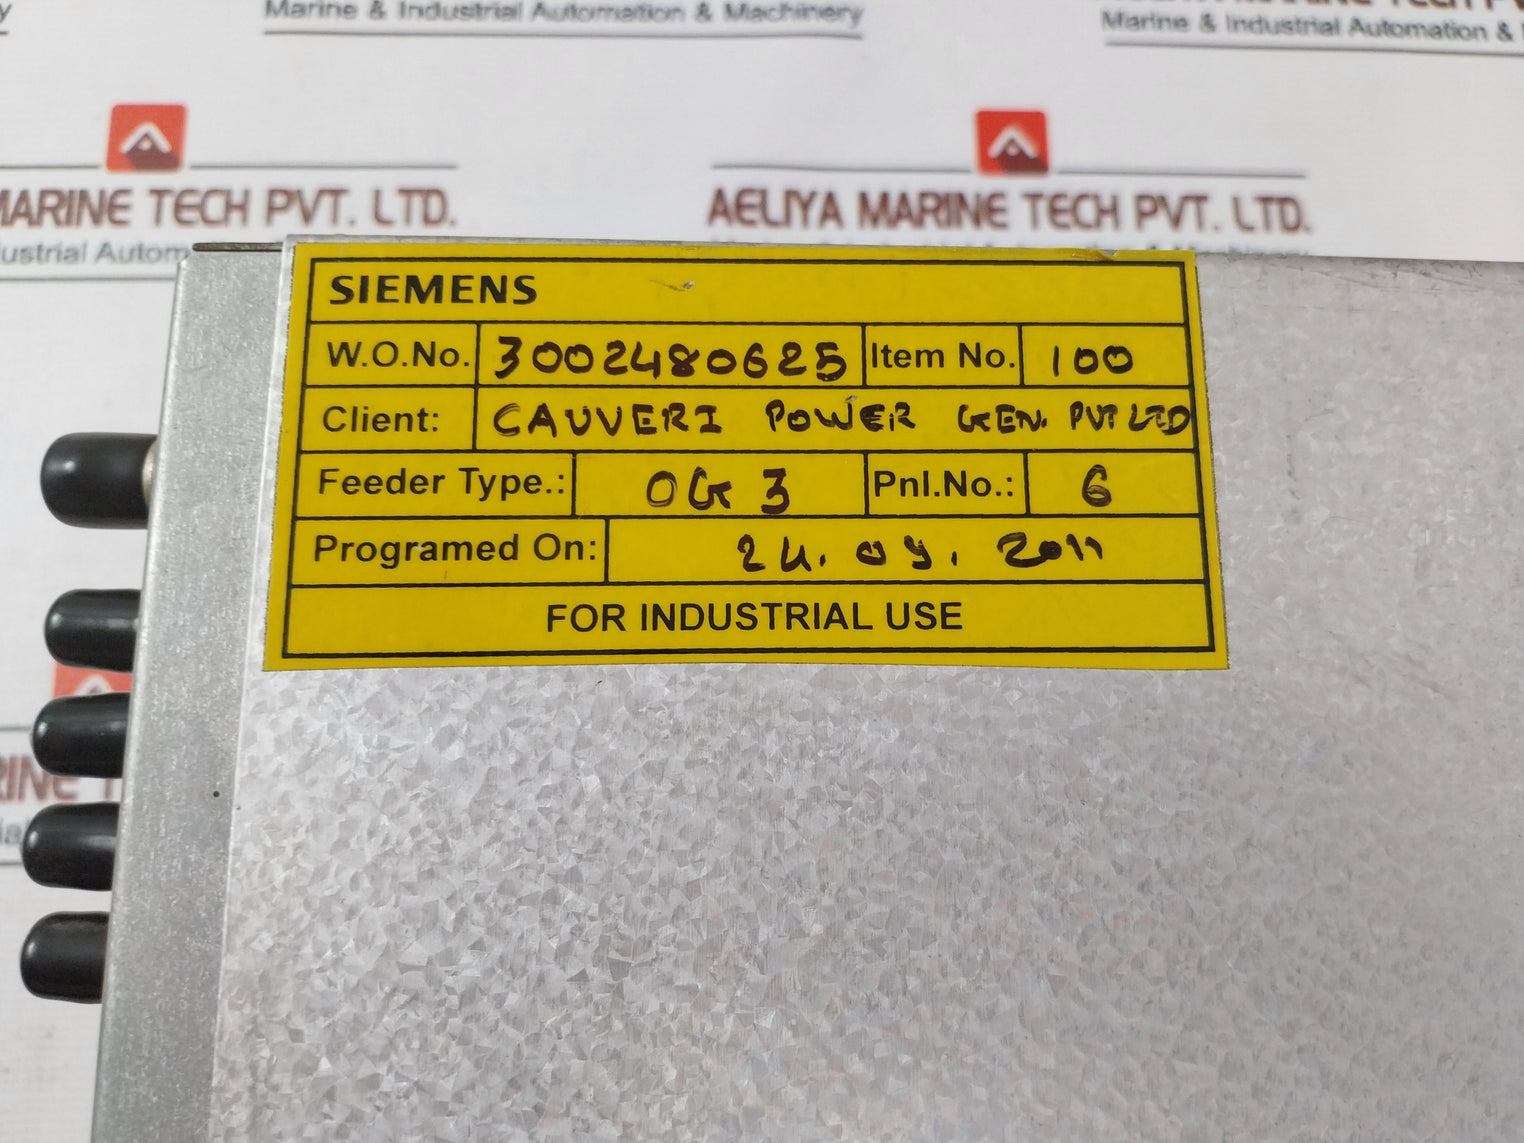 Marine & Industrial Automation & Machinery
Marine & Industrial Automation &
MARINE TECH PVT. LTD.
AELIYA MARINE TECH PVT. LTD.
SIEMENS
W.O.No. 3002480625 Item No. 100
Client: CAUVERI POWER GEN. PVT LTD
Feeder Type.: OG 3 Pnl.No.: 6
Programed On: 24. 09. 2011
FOR INDUSTRIAL USE